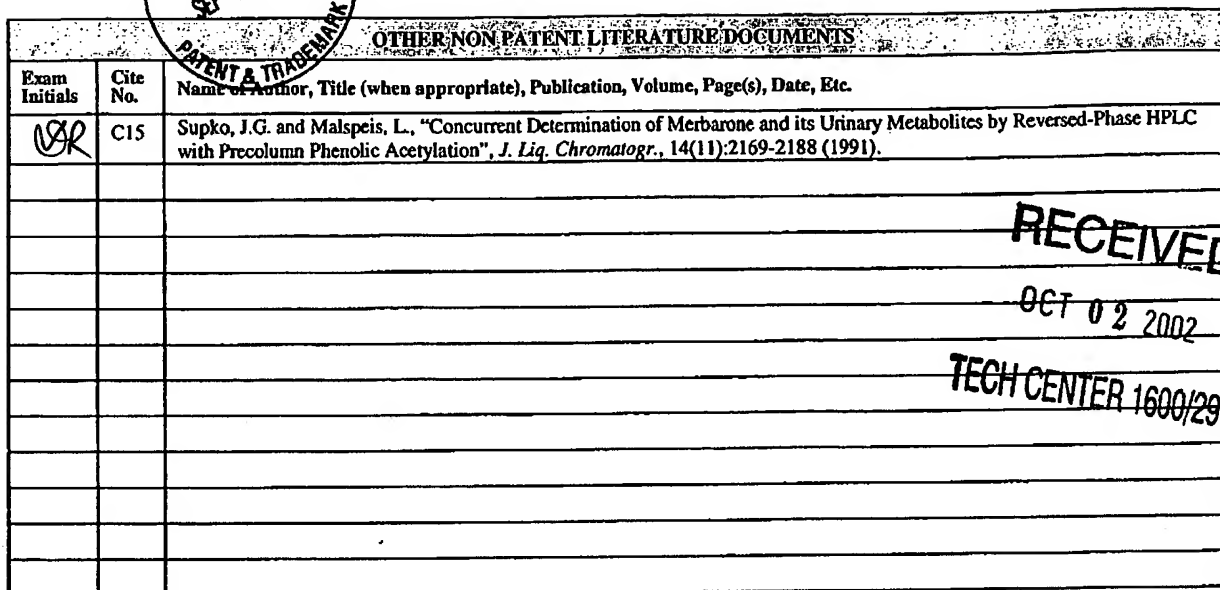 PATENT & TRADEMARK
OTHER NON PATENT LITERATURE DOCUMENTS
Exam Initials
Cite No.
Name of Author, Title (when appropriate), Publication, Volume, Page(s), Date, Etc.
C15
Supko, J.G. and Malspeis, L., “Concurrent Determination of Merbarone and its Urinary Metabolites by Reversed-Phase HPLC
with Precolumn Phenolic Acetylation”, J. Liq. Chromatogr., 14(11):2169-2188 (1991).
RECEIVED
OCT 02 2002
TECH CENTER 1600/29